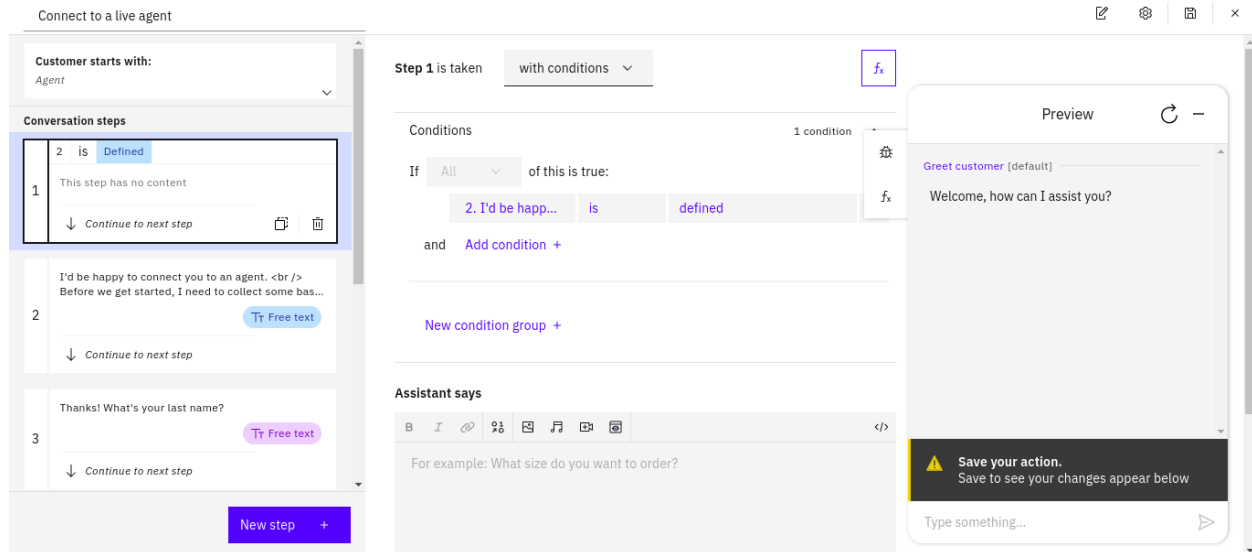 Connect to a live agent
Customer starts with:
Agent
Conversation steps
1
2 is Defined
This step has no content
Continue to next step
2
I'd be happy to connect you to an agent. <br />
Before we get started, I need to collect some bas...
Free text
Continue to next step
3
Thanks! What's your last name?
Free text
Continue to next step
New step +
Step 1 is taken with conditions
fx
Conditions 1 condition
If All of this is true:
2. I'd be happ... is defined
and Add condition +
fx
New condition group +
Assistant says
B I </>
For example: What size do you want to order?
Preview
Greet customer [default]
Welcome, how can I assist you?
Save your action.
Save to see your changes appear below
Type something...